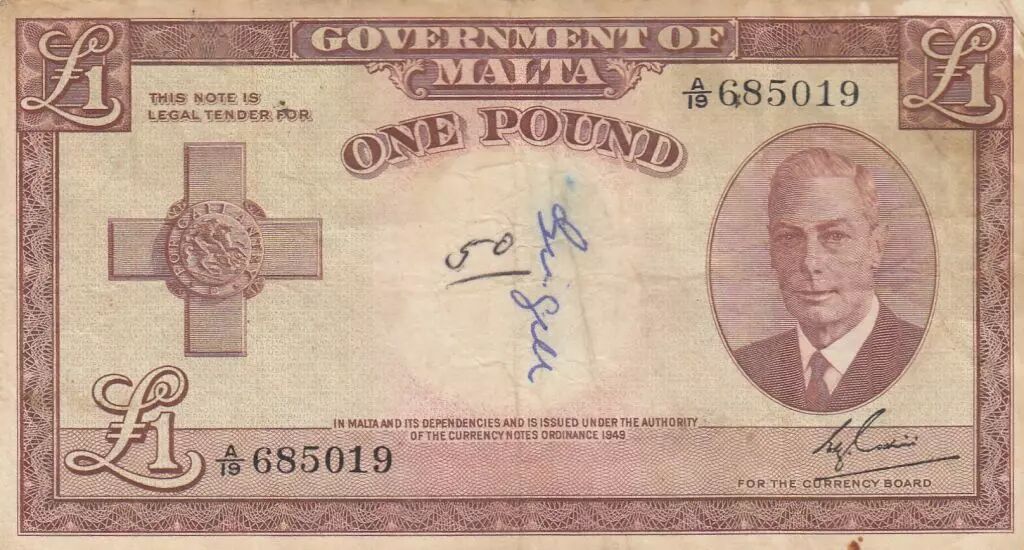 £1
GOVERNMENT OF
MALTA
£1
THIS NOTE IS
LEGAL TENDER FOR
A/19 685019
ONE POUND
FOR GALLANTRY
50/
IN MALTA AND ITS DEPENDENCIES AND IS ISSUED UNDER THE AUTHORITY
OF THE CURRENCY NOTES ORDINANCE 1949
£1
A/19 685019
FOR THE CURRENCY BOARD